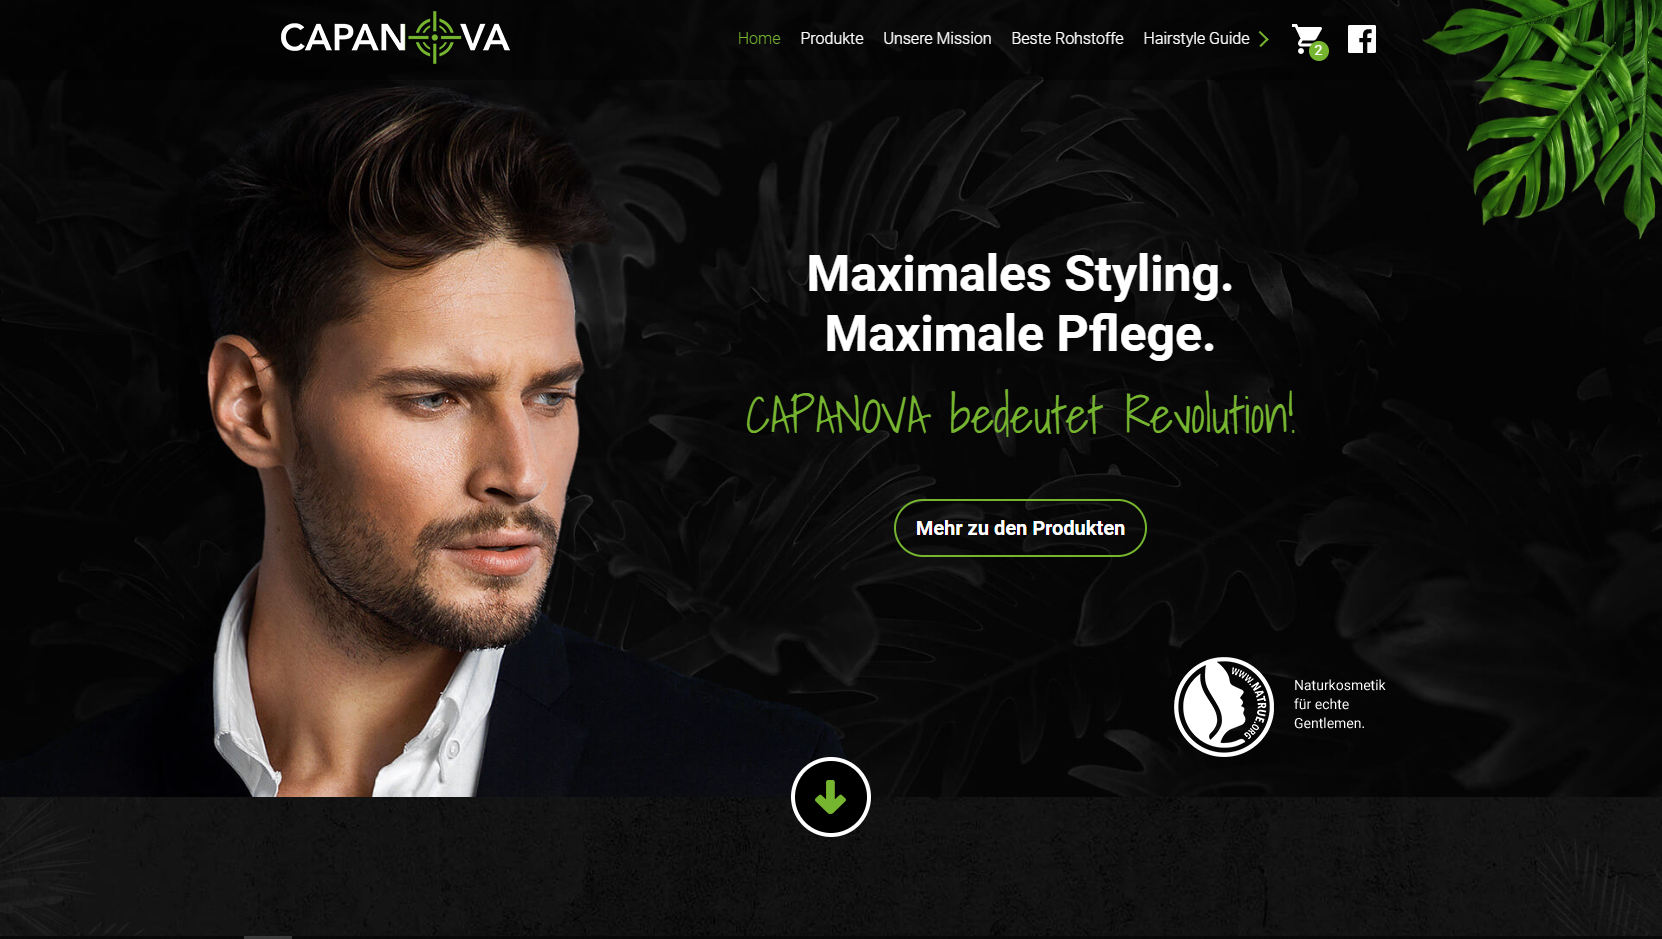 CAPANOVA
Home Produkte Unsere Mission Beste Rohstoffe Hairstyle Guide
2
Maximales Styling.
Maximale Pflege.
CAPANOVA bedeutet Revolution!
Mehr zu den Produkten
WWW.NATRUE.ORG
Naturkosmetik
für echte
Gentlemen.